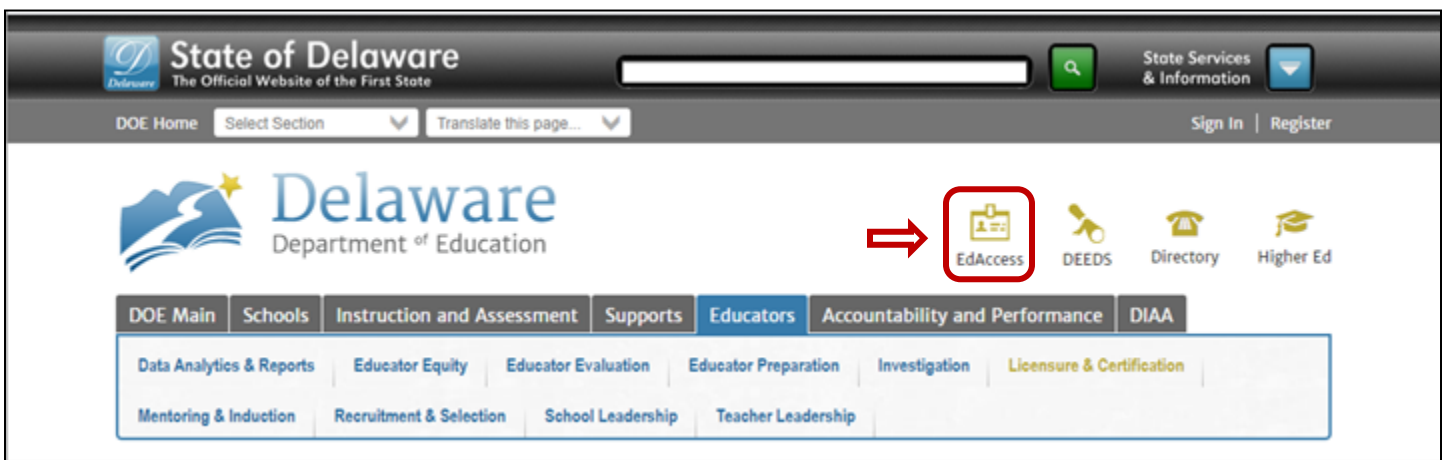 State of Delaware
The Official Website of the First State
Delaware
State Services
& Information
DOE Home
Select Section
Translate this page...
Sign In | Register
Delaware
Department of Education
EdAccess
DEEDS
Directory
Higher Ed
DOE Main
Schools
Instruction and Assessment
Supports
Educators
Accountability and Performance
DIAA
Data Analytics & Reports
Educator Equity
Educator Evaluation
Educator Preparation
Investigation
Licensure & Certification
Mentoring & Induction
Recruitment & Selection
School Leadership
Teacher Leadership